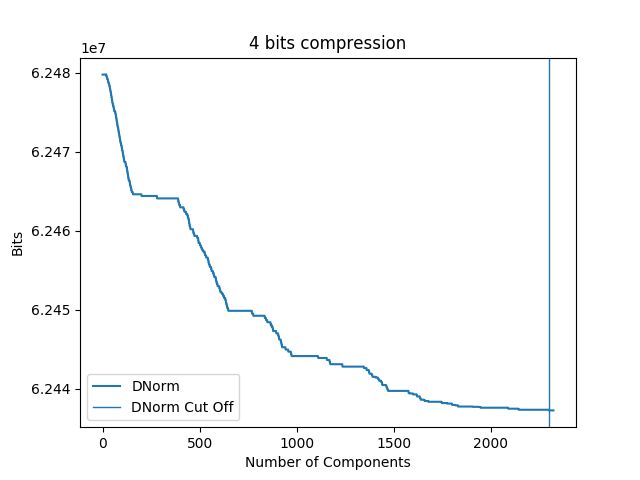 4 bits compression
1e7
6.248
6.247
6.246
6.245
6.244
Bits
DNorm
DNorm Cut Off
0 500 1000 1500 2000
Number of Components